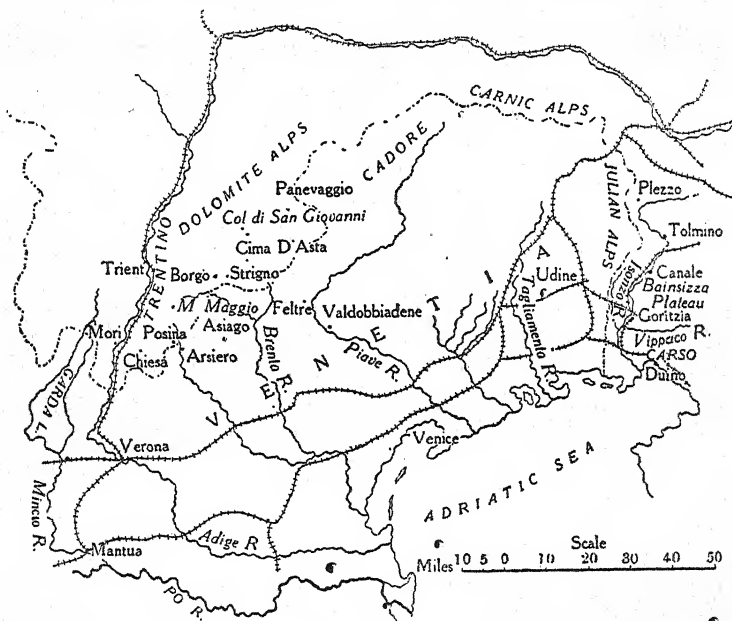 CARNIC ALPS
DOLOMITE ALPS
CADORE
Panevaggio
Col di San Giovanni
Cima D'Asta
JULIAN ALPS
Plezzo
Tolmino
TRENTINO
Trient
Borgo
Strigno
Isonzo R.
Canale
Bainsizza
Plateau
Udine
Goritzia
M. Maggio
Feltre
Valdobbiadene
Tagliamento R.
Mori
Posina
Asiago
Arsiero
Chiesa
Brenta R.
Piave R.
Vippaco R.
CARSO
Duino
VENETIA
GARDA L.
Verona
Venice
ADRIATIC SEA
Mincio R.
Mantua
Adige R
PO R.
Scale
Miles 10 5 0 10 20 30 40 50